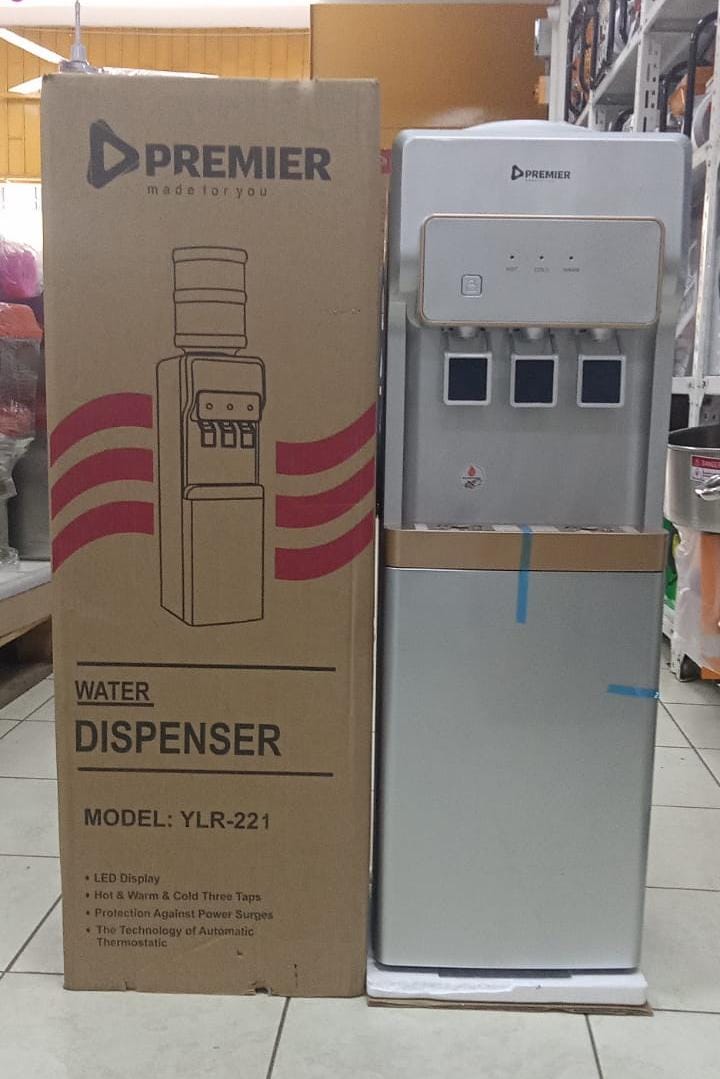 PREMIER
made for you
WATER
DISPENSER
MODEL: YLR-221
• LED Display
• Hot & Warm & Cold Three Taps
• Protection Against Power Surges
• The Technology of Automatic
Thermostatic
PREMIER
HOT COLD WARM
DANGER